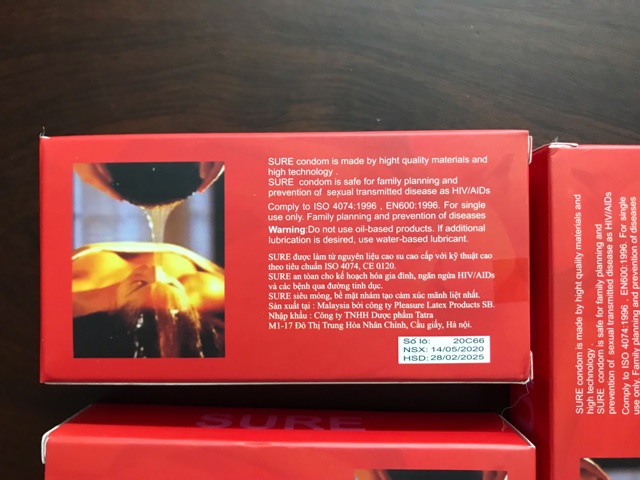 SURE condom is made by hight quality materials and
high technology .
SURE condom is safe for family planning and
prevention of sexual transmitted disease as HIV/AIDs
Comply to ISO 4074:1996 , EN600:1996. For single
use only. Family planning and prevention of diseases
Warning:Do not use oil-based products. If additional
lubrication is desired, use water-based lubricant.
SURE được làm từ nguyên liệu cao su cao cấp với kỹ thuật cao
theo tiêu chuẩn ISO 4074, CE 0120.
SURE an tòan cho kế hoạch hóa gia đình, ngăn ngừa HIV/AIDs
và các bệnh qua đường tình dục.
SURE siêu mỏng, bề mặt nhám tạo cảm xúc mãnh liệt nhất.
Sản xuất tại : Malaysia bởi công ty Pleasure Latex Products SB.
Nhập khẩu : Công ty TNHH Dược phẩm Tatra
M1-17 Đô Thị Trung Hòa Nhân Chính, Cầu giấy, Hà nội.
Số lô: 20C66
NSX: 14/05/2020
HSD: 28/02/2025
SURE condom is made by hight quality materials and
high technology .
SURE condom is safe for family planning and
prevention of sexual transmitted disease as HIV/AIDs
Comply to ISO 4074:1996 , EN600:1996. For single
use only. Family planning and prevention of diseases
SURE